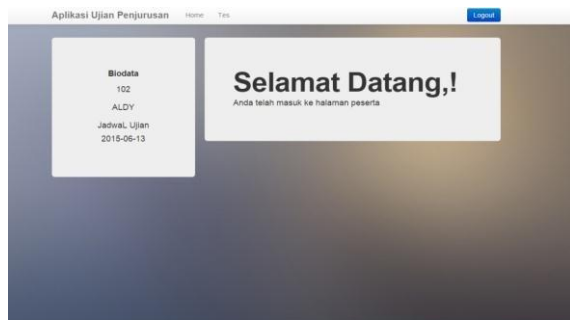 Aplikasi Ujian Penjurusan Home Tes Logout
Biodata
102
ALDY
JadwaL Ujian
2015-06-13
Selamat Datang,!
Anda telah masuk ke halaman peserta